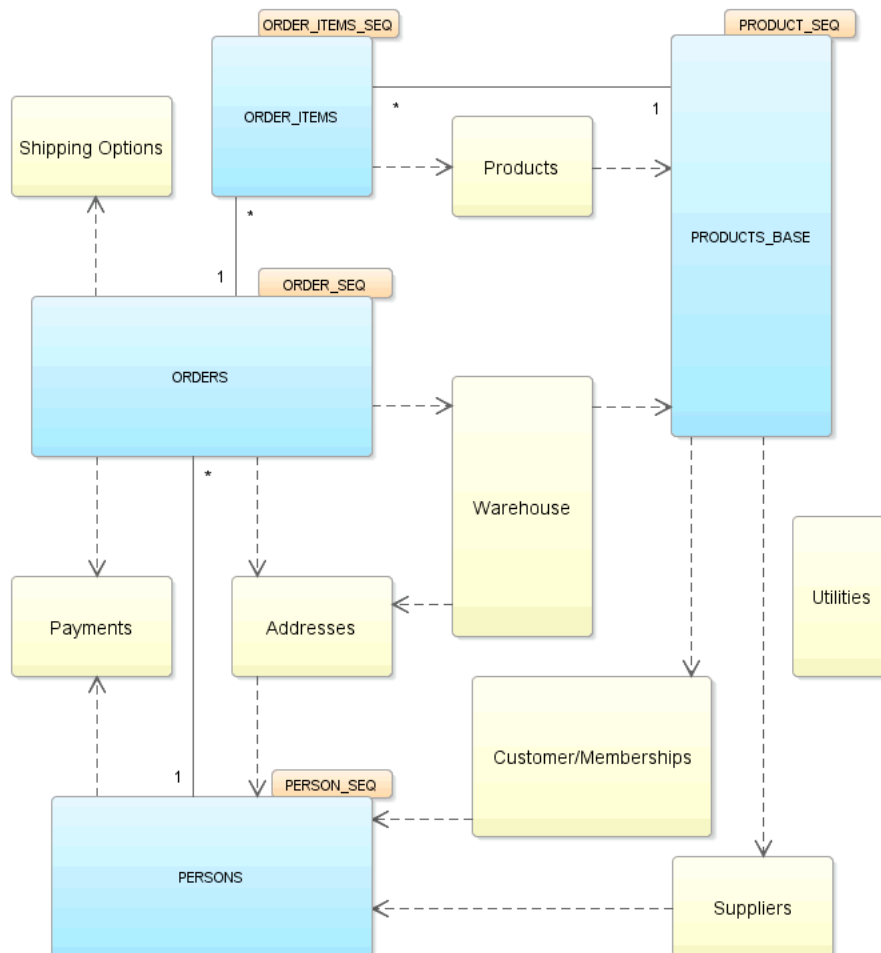 ORDER_ITEMS_SEQ
PRODUCT_SEQ
ORDER_ITEMS
*
1
Shipping Options
Products
*
PRODUCTS_BASE
1
ORDER_SEQ
ORDERS
*
Warehouse
Utilities
Payments
Addresses
Customer/Memberships
1
PERSON_SEQ
PERSONS
Suppliers